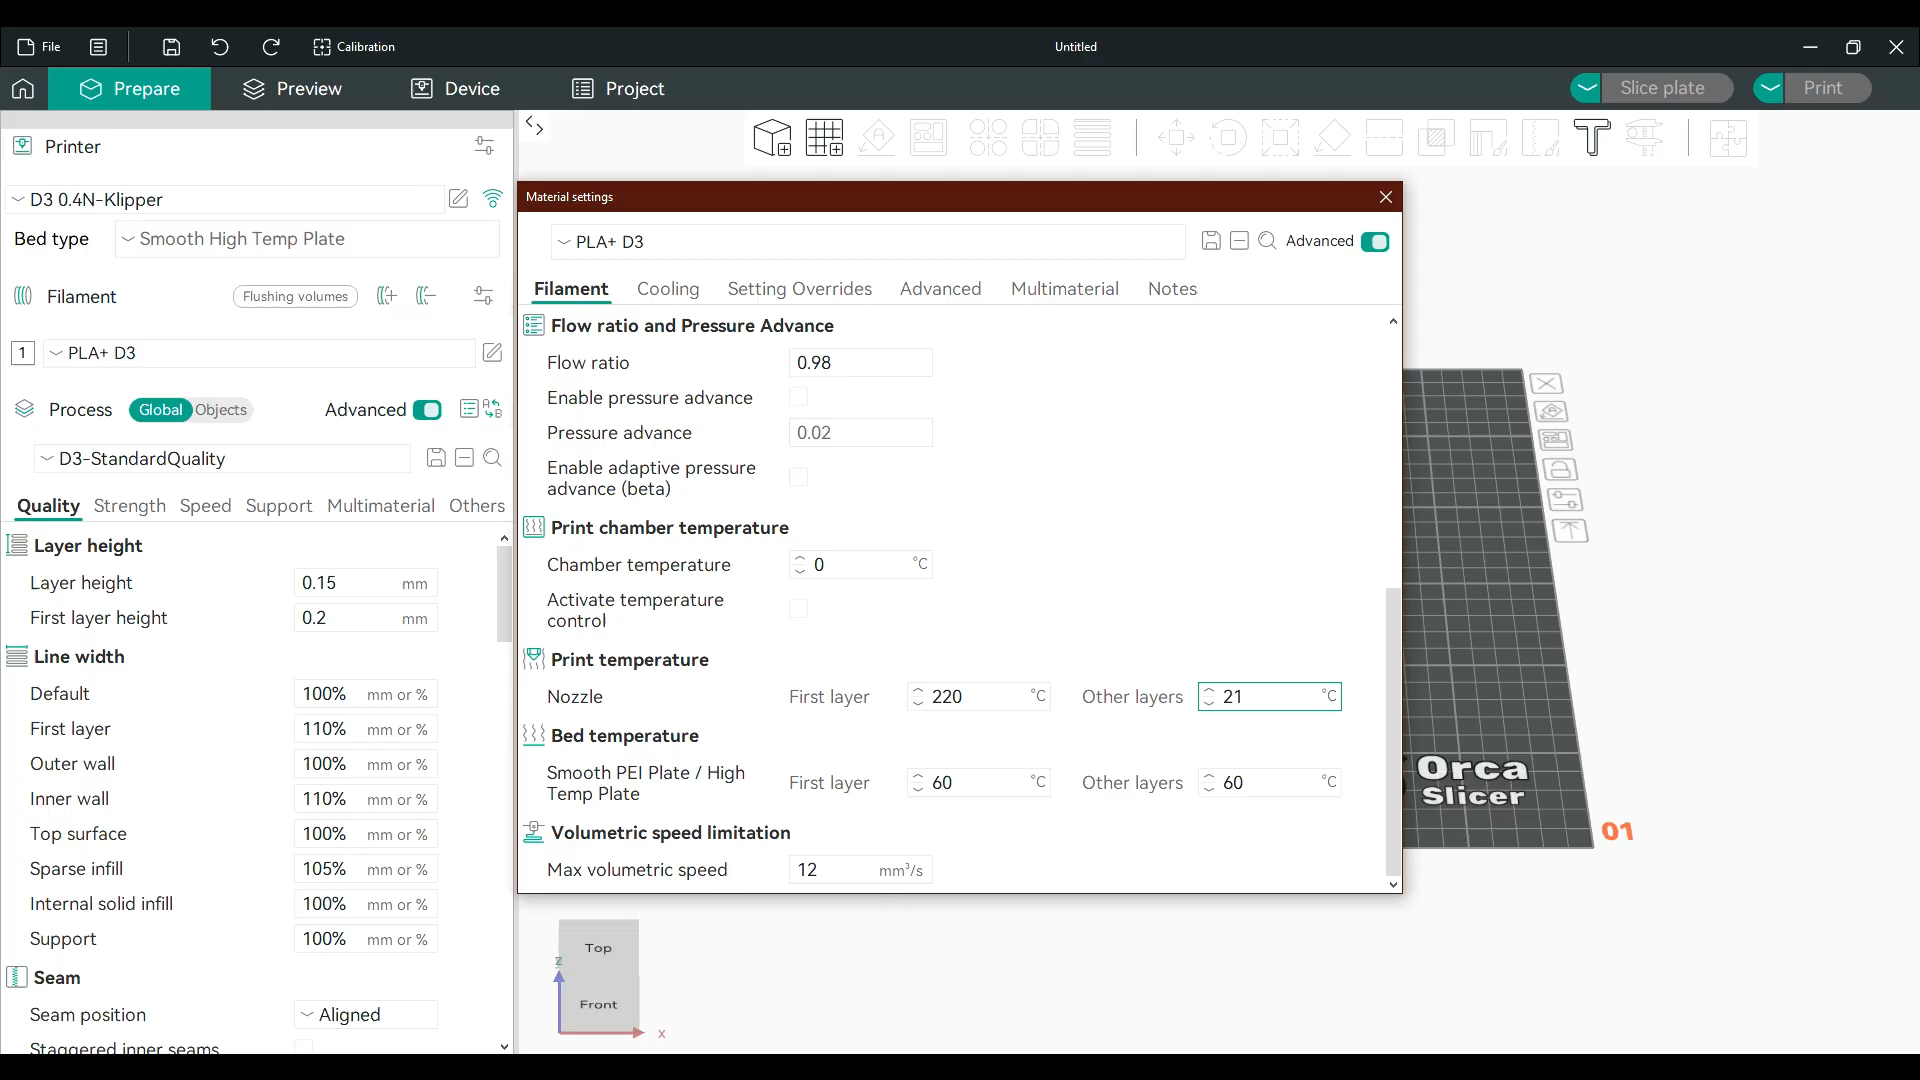 File
Calibration
Untitled
Prepare
Preview
Device
Project
Slice plate
Print
Printer
D3 0.4N-Klipper
Bed type
Smooth High Temp Plate
Filament
Flushing volumes
1
PLA+ D3
Process
Global
Objects
Advanced
D3-StandardQuality
Quality
Strength
Speed
Support
Multimaterial
Others
Layer height
Layer height 0.15 mm
First layer height 0.2 mm
Line width
Default 100% mm or %
First layer 110% mm or %
Outer wall 100% mm or %
Inner wall 110% mm or %
Top surface 100% mm or %
Sparse infill 105% mm or %
Internal solid infill 100% mm or %
Support 100% mm or %
Seam
Seam position Aligned
Staggered inner seams
Material settings
PLA+ D3
Advanced
Filament
Cooling
Setting Overrides
Advanced
Multimaterial
Notes
Flow ratio and Pressure Advance
Flow ratio 0.98
Enable pressure advance
Pressure advance 0.02
Enable adaptive pressure
advance (beta)
Print chamber temperature
Chamber temperature 0 °C
Activate temperature
control
Print temperature
Nozzle First layer 220 °C Other layers 21 °C
Bed temperature
Smooth PEI Plate / High
Temp Plate
First layer 60 °C Other layers 60 °C
Volumetric speed limitation
Max volumetric speed 12 mm³/s
Orca
Slicer
01
Top
Front
z
x